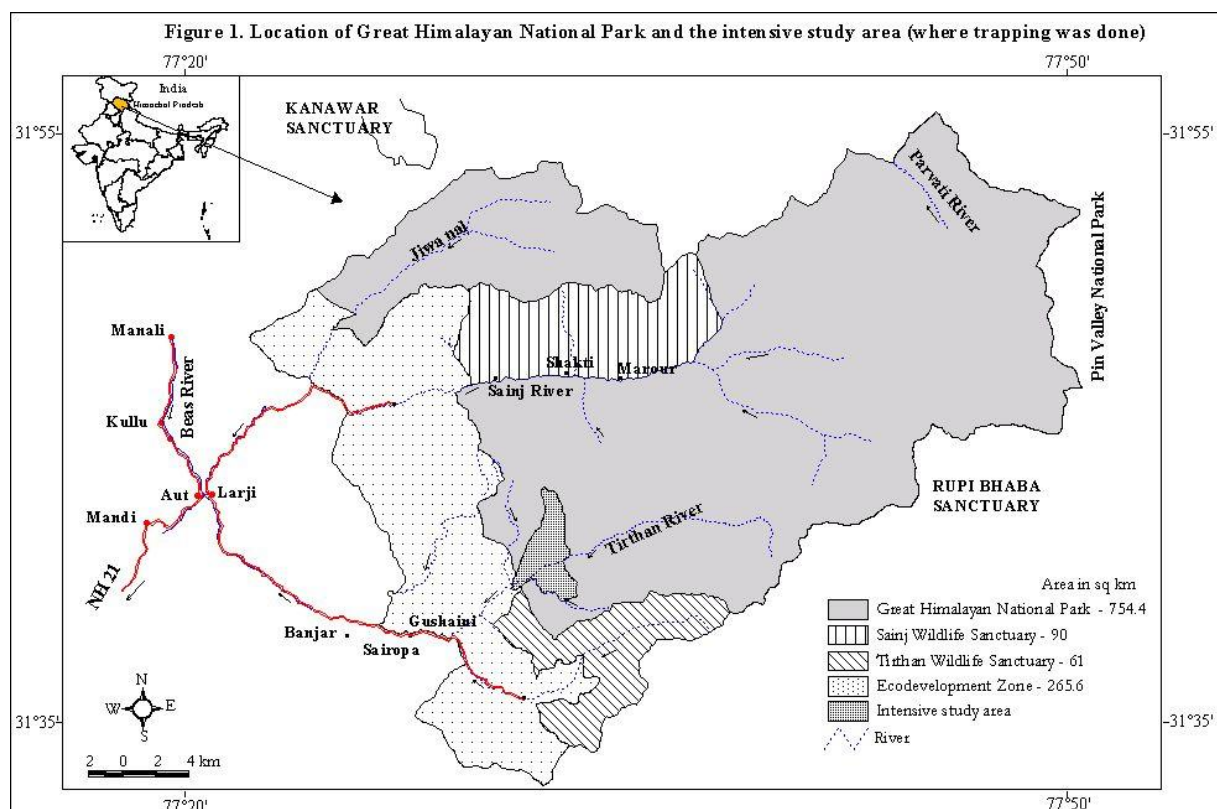 Figure 1. Location of Great Himalayan National Park and the intensive study area (where trapping was done)
77°20'
77°50'
India
Himachal Pradesh
KANAWAR
SANCTUARY
31°55'
31°55'
Parvati River
Jiwa nal
Pin Valley National Park
Manali
Beas River
Shakti
Marour
Sainj River
Kullu
Aut
Larji
Mandi
RUPI BHABA
SANCTUARY
Tirthan River
NH 21
Area in sq km
Great Himalayan National Park - 754.4
Sainj Wildlife Sanctuary - 90
Tirthan Wildlife Sanctuary - 61
Ecodevelopment Zone - 265.6
Intensive study area
River
Gushaini
Banjar
Sairopa
N
W
E
S
31°35'
31°35'
2 0 2 4 km
77°20'
77°50'